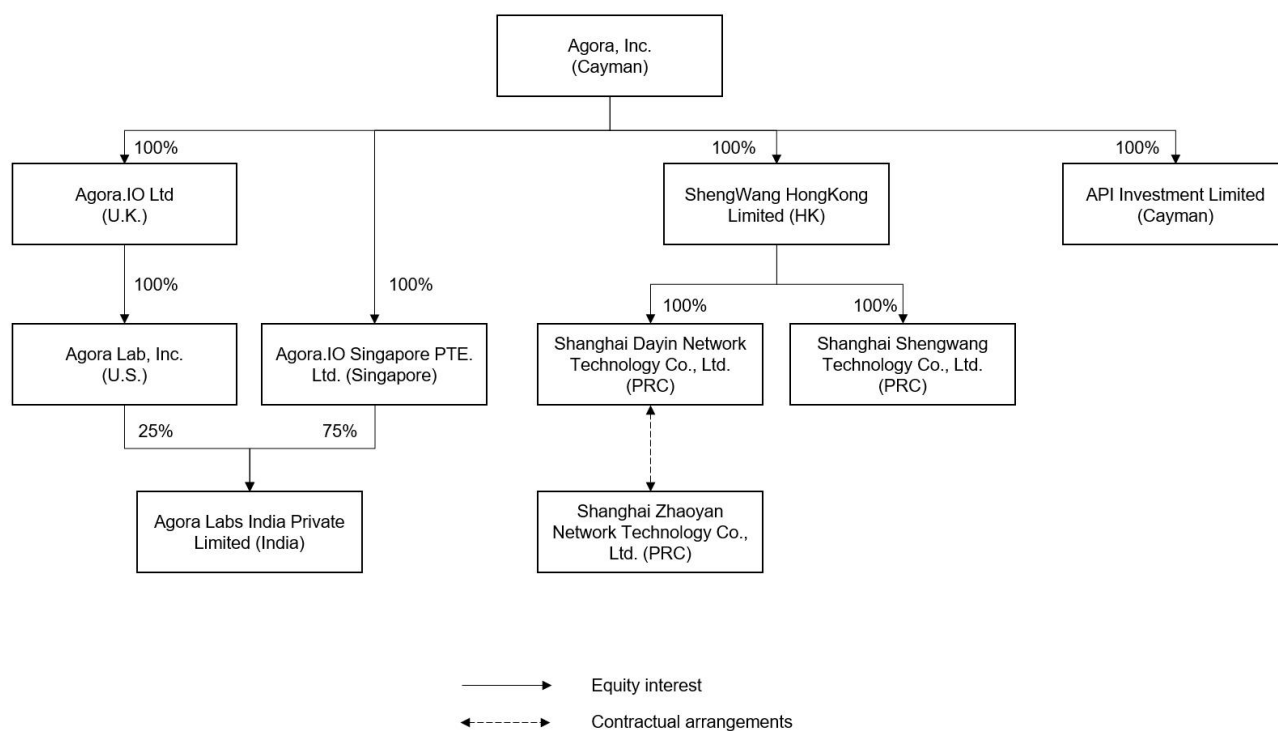 Agora, Inc.
(Cayman)
100%
100%
100%
Agora.IO Ltd
(U.K.)
ShengWang HongKong
Limited (HK)
API Investment Limited
(Cayman)
100%
100%
100%
100%
Agora Lab, Inc.
(U.S.)
Agora.IO Singapore PTE.
Ltd. (Singapore)
Shanghai Dayin Network
Technology Co., Ltd.
(PRC)
Shanghai Shengwang
Technology Co., Ltd.
(PRC)
25%
75%
Agora Labs India Private
Limited (India)
Shanghai Zhaoyan
Network Technology Co.,
Ltd. (PRC)
Equity interest
Contractual arrangements